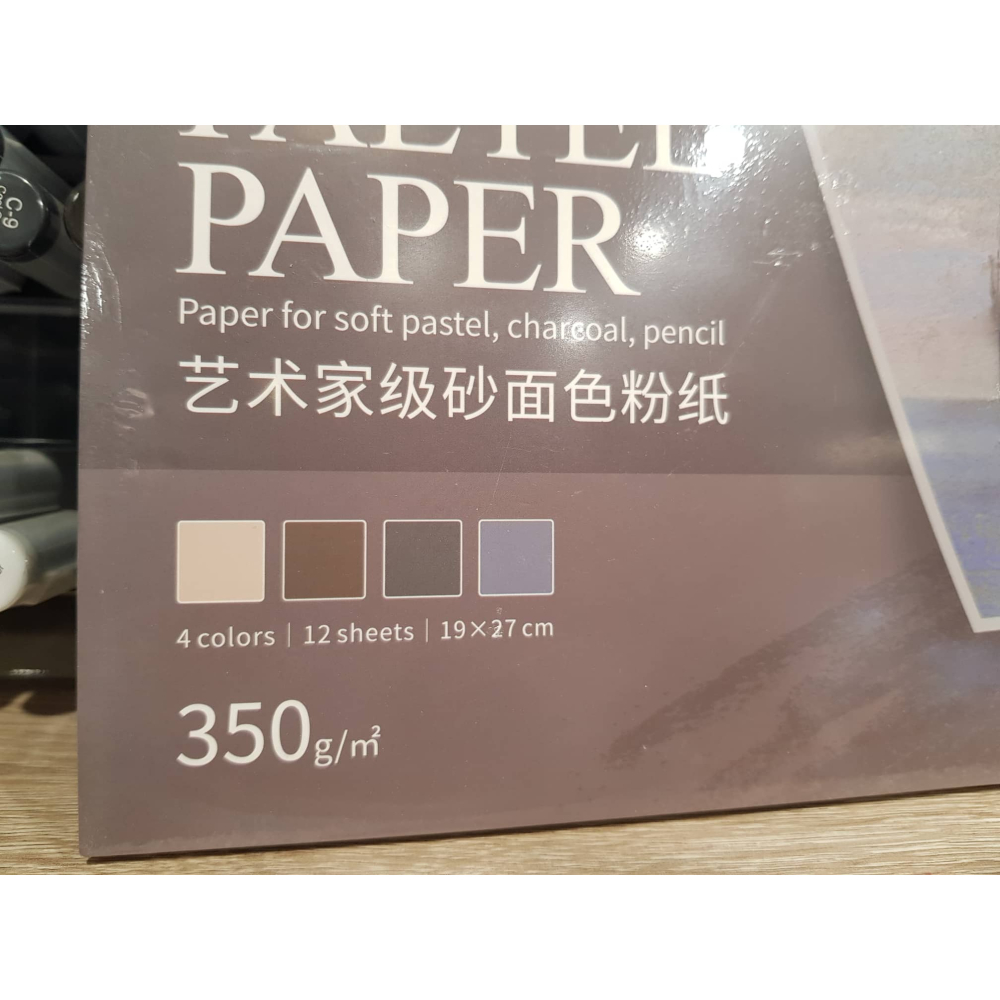 PAPER
Paper for soft pastel, charcoal, pencil
艺术家级砂面色粉纸
4 colors | 12 sheets | 19×27 cm
350g/㎡
C-9